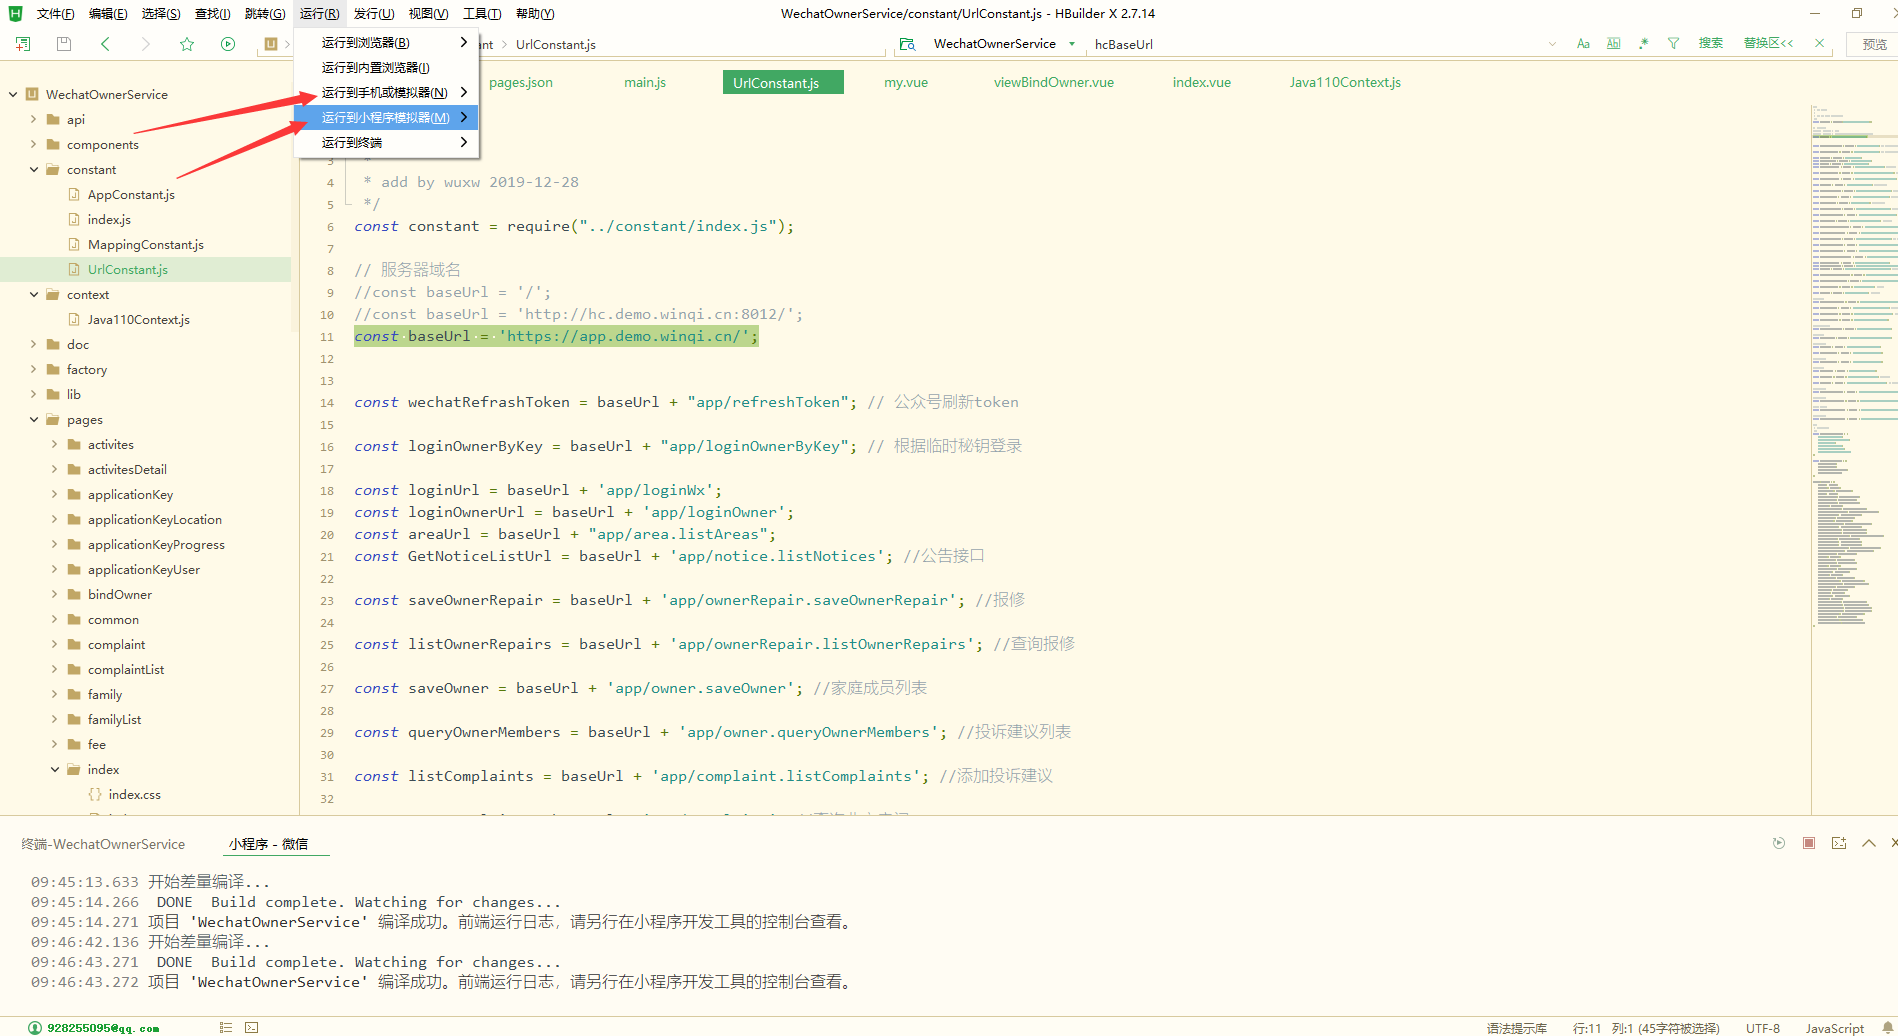 文件(F) 编辑(E) 选择(S) 查找(I) 跳转(G) 运行(R) 发行(U) 视图(V) 工具(T) 帮助(Y)
WechatOwnerService/constant/UrlConstant.js - HBuilder X 2.7.14
UrlConstant.js
WechatOwnerService
hcBaseUrl
Aa
搜索
替换区<<
预览
运行到浏览器(B)
运行到内置浏览器(I)
运行到手机或模拟器(N)
运行到小程序模拟器(M)
运行到终端
pages.json
main.js
UrlConstant.js
my.vue
viewBindOwner.vue
index.vue
Java110Context.js
WechatOwnerService
api
components
constant
AppConstant.js
index.js
MappingConstant.js
UrlConstant.js
context
Java110Context.js
doc
factory
lib
pages
activites
activitesDetail
applicationKey
applicationKeyLocation
applicationKeyProgress
applicationKeyUser
bindOwner
common
complaint
complaintList
family
familyList
fee
index
index.css
3 *
4 * add by wuxw 2019-12-28
5 */
6 const constant = require("../constant/index.js");
7
8 // 服务器域名
9 //const baseUrl = '/';
10 //const baseUrl = 'http://hc.demo.winqi.cn:8012/';
11 const baseUrl = 'https://app.demo.winqi.cn/';
12
13
14 const wechatRefrashToken = baseUrl + "app/refreshToken"; // 公众号刷新token
15
16 const loginOwnerByKey = baseUrl + "app/loginOwnerByKey"; // 根据临时秘钥登录
17
18 const loginUrl = baseUrl + 'app/loginWx';
19 const loginOwnerUrl = baseUrl + 'app/loginOwner';
20 const areaUrl = baseUrl + "app/area.listAreas";
21 const GetNoticeListUrl = baseUrl + 'app/notice.listNotices'; //公告接口
22
23 const saveOwnerRepair = baseUrl + 'app/ownerRepair.saveOwnerRepair'; //报修
24
25 const listOwnerRepairs = baseUrl + 'app/ownerRepair.listOwnerRepairs'; //查询报修
26
27 const saveOwner = baseUrl + 'app/owner.saveOwner'; //家庭成员列表
28
29 const queryOwnerMembers = baseUrl + 'app/owner.queryOwnerMembers'; //投诉建议列表
30
31 const listComplaints = baseUrl + 'app/complaint.listComplaints'; //添加投诉建议
32
终端-WechatOwnerService
小程序 - 微信
09:45:13.633 开始差量编译...
09:45:14.266 DONE Build complete. Watching for changes...
09:45:14.271 项目 'WechatOwnerService' 编译成功。前端运行日志，请另行在小程序开发工具的控制台查看。
09:46:42.136 开始差量编译...
09:46:43.271 DONE Build complete. Watching for changes...
09:46:43.272 项目 'WechatOwnerService' 编译成功。前端运行日志，请另行在小程序开发工具的控制台查看。
928255095@qq.com
语法提示库 行:11 列:1 (45字符被选择) UTF-8 JavaScript